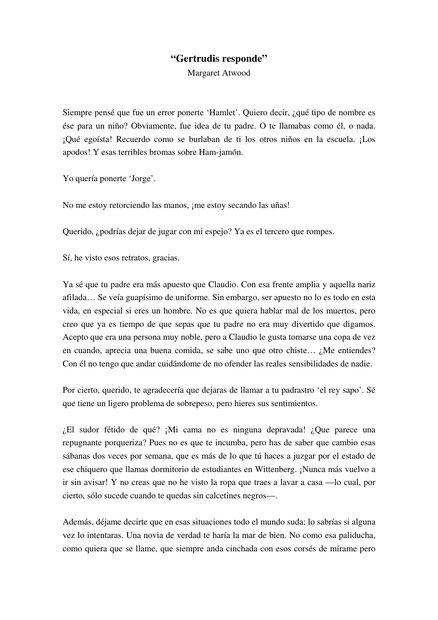 “Gertrudis responde”
Margaret Atwood
Siempre pensé que fue un error ponerte ‘Hamlet’. Quiero decir, ¿qué tipo de nombre es
ése para un niño? Obviamente, fue idea de tu padre. O te llamabas como él, o nada.
¡Qué egoísta! Recuerdo como se burlaban de ti los otros niños en la escuela. ¡Los
apodos! Y esas terribles bromas sobre Ham-jamón.
Yo quería ponerte ‘Jorge’.
No me estoy retorciendo las manos, ¡me estoy secando las uñas!
Querido, ¿podrías dejar de jugar con mi espejo? Ya es el tercero que rompes.
Sí, he visto esos retratos, gracias.
Ya sé que tu padre era más apuesto que Claudio. Con esa frente amplia y aquella nariz
afilada… Se veía guapísimo de uniforme. Sin embargo, ser apuesto no lo es todo en esta
vida, en especial si eres un hombre. No es que quiera hablar mal de los muertos, pero
creo que ya es tiempo de que sepas que tu padre no era muy divertido que digamos.
Acepto que era una persona muy noble, pero a Claudio le gusta tomarse una copa de vez
en cuando, aprecia una buena comida, se sabe uno que otro chiste… ¿Me entiendes?
Con él no tengo que andar cuidándome de no ofender las reales sensibilidades de nadie.
Por cierto, querido, te agradecería que dejaras de llamar a tu padrastro ‘el rey sapo’. Sé
que tiene un ligero problema de sobrepeso, pero hieres sus sentimientos.
¿El sudor fétido de qué? ¡Mi cama no es ninguna depravada! ¿Que parece una
repugnante porqueriza? Pues no es que te incumba, pero has de saber que cambio esas
sábanas dos veces por semana, que es más de lo que tú haces a juzgar por el estado de
ese chiquero que llamas dormitorio de estudiantes en Wittenberg. ¡Nunca más vuelvo a
ir sin avisar! Y no creas que no he visto la ropa que traes a lavar a casa —lo cual, por
cierto, sólo sucede cuando te quedas sin calcetines negros—.
Además, déjame decirte que en esas situaciones todo el mundo suda; lo sabrías si alguna
vez lo intentaras. Una novia de verdad te haría la mar de bien. No como esa paliducha,
como quiera que se llame, que siempre anda cinchada con esos corsés de mírame pero